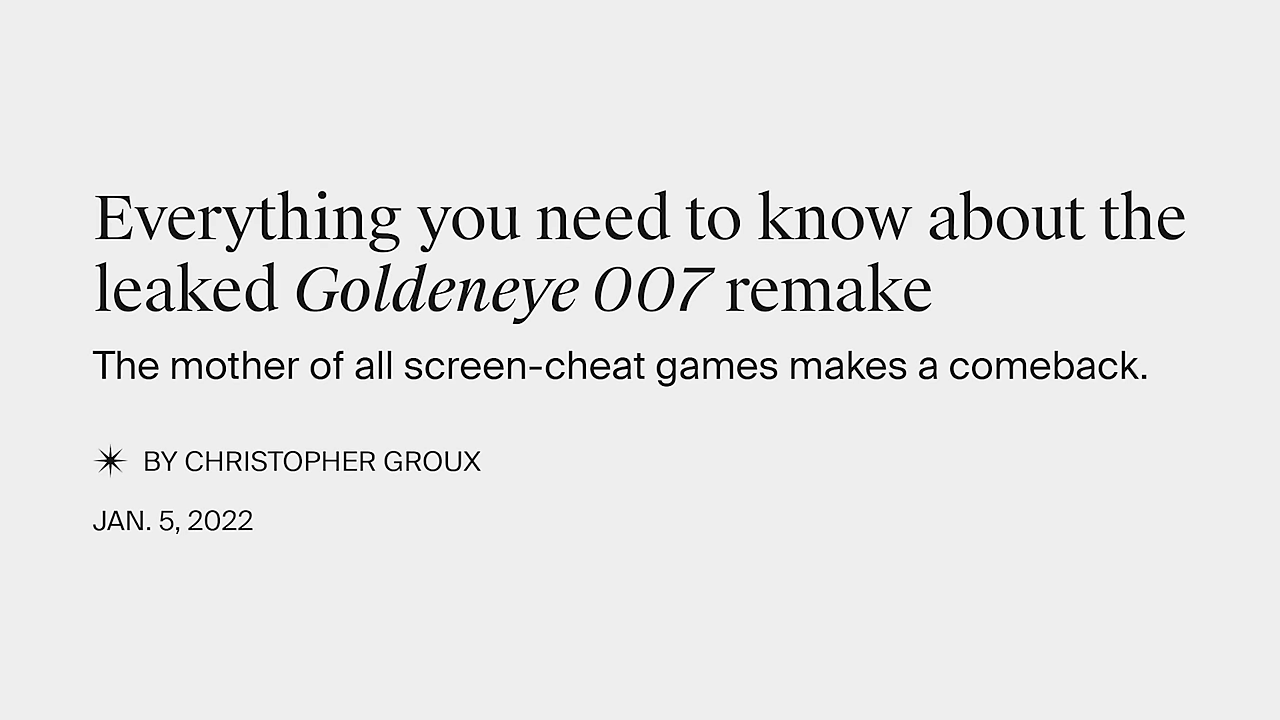 Everything you need to know about the
leaked Goldeneye 007 remake
The mother of all screen-cheat games makes a comeback.
BY CHRISTOPHER GROUX
JAN. 5, 2022